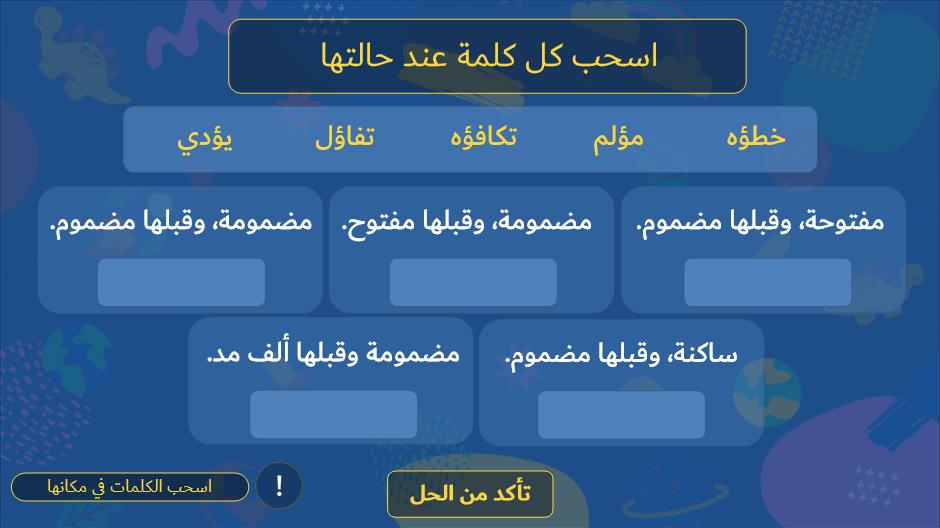 اسحب كل كلمة عند حالتها
خطؤه مؤلم تكافؤه تفاؤل يؤدي
مفتوحة، وقبلها مضموم. مضمومة، وقبلها مفتوح. مضمومة، وقبلها مضموم.
ساكنة، وقبلها مضموم. مضمومة وقبلها ألف مد.
تأكد من الحل ! اسحب الكلمات في مكانها